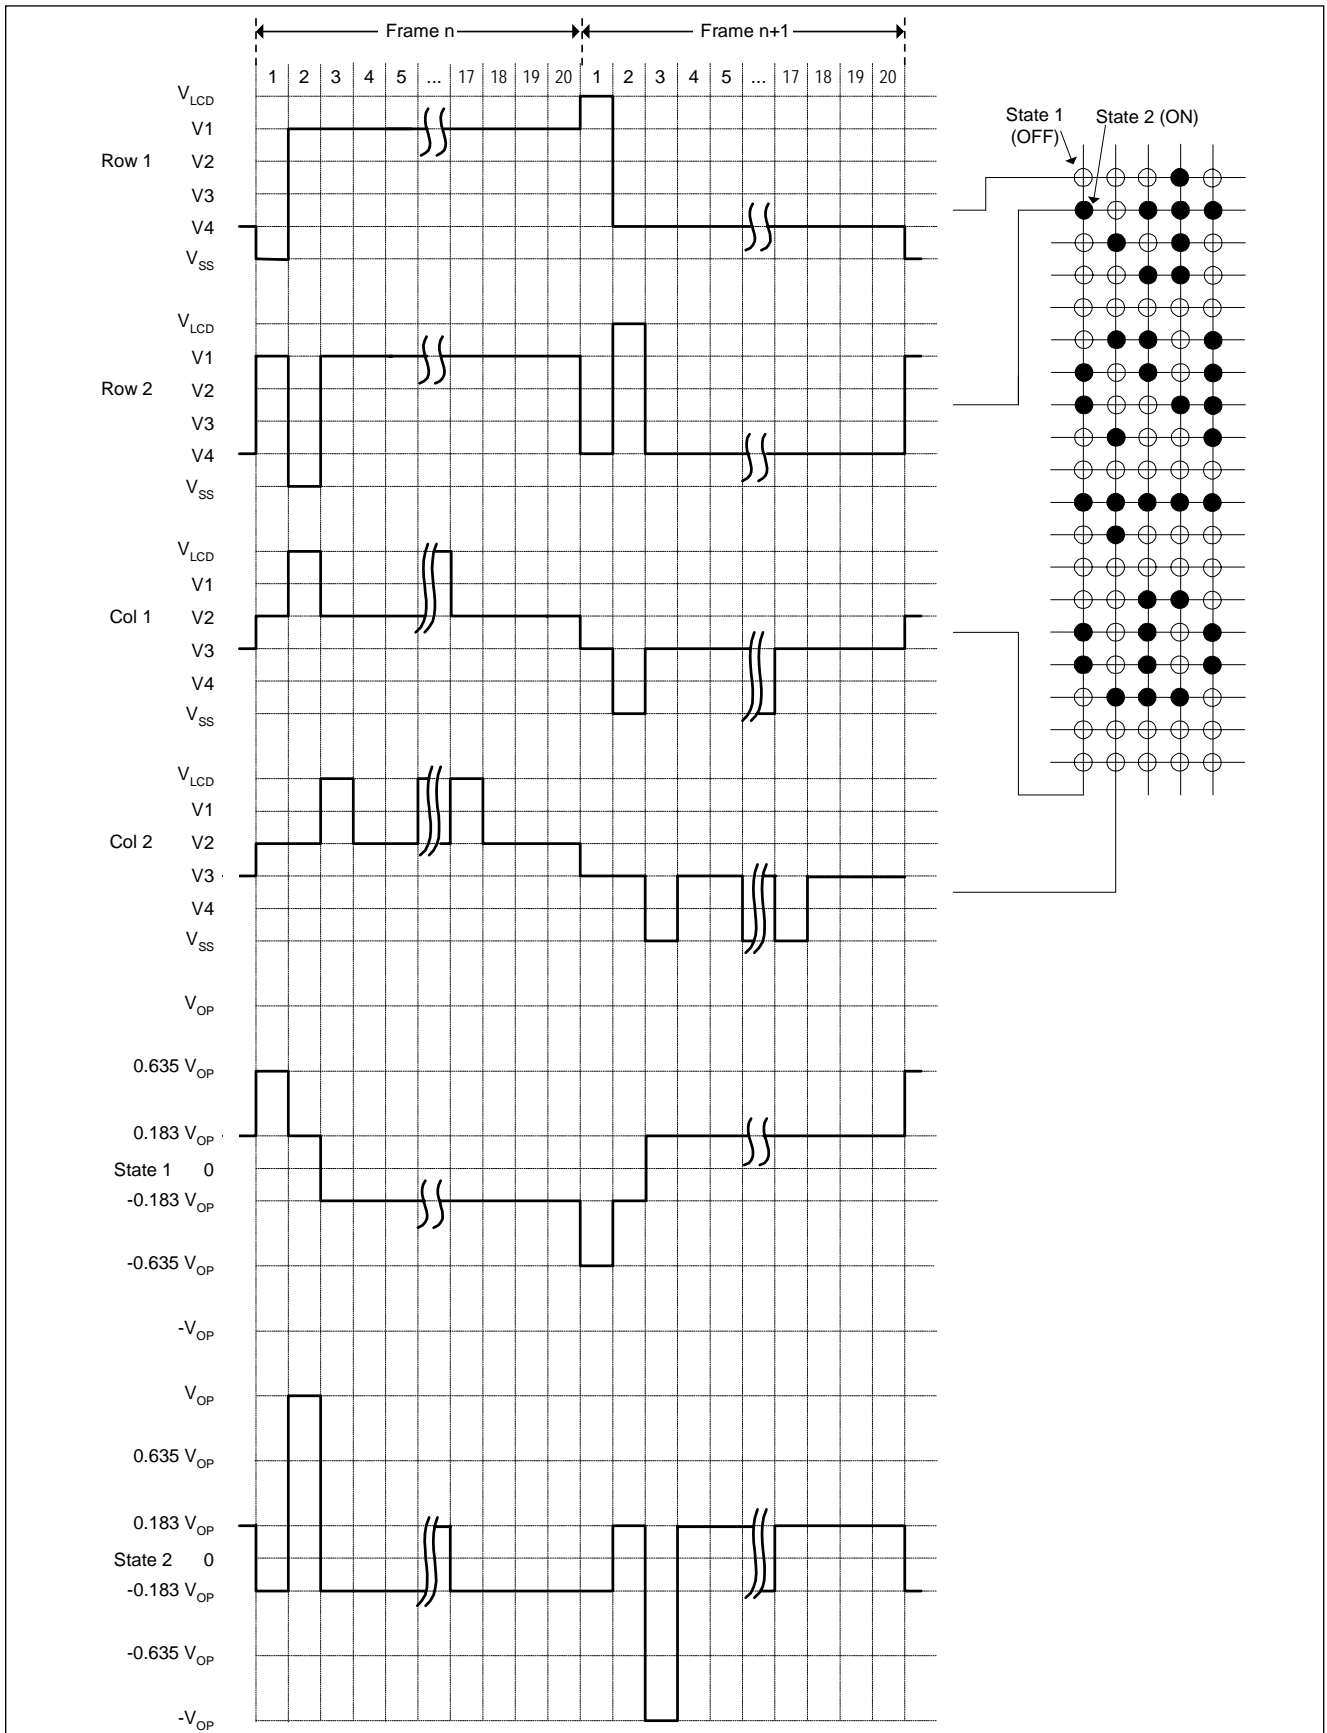 Frame n Frame n+1
1 2 3 4 5 ... 17 18 19 20 1 2 3 4 5 ... 17 18 19 20
State 1
(OFF)
State 2 (ON)
Row 1
VLCD
V1
V2
V3
V4
VSS
Row 2
VLCD
V1
V2
V3
V4
VSS
Col 1
VLCD
V1
V2
V3
V4
VSS
Col 2
VLCD
V1
V2
V3
V4
VSS
VOP
0.635 VOP
0.183 VOP
State 1 0
-0.183 VOP
-0.635 VOP
-VOP
VOP
0.635 VOP
0.183 VOP
State 2 0
-0.183 VOP
-0.635 VOP
-VOP